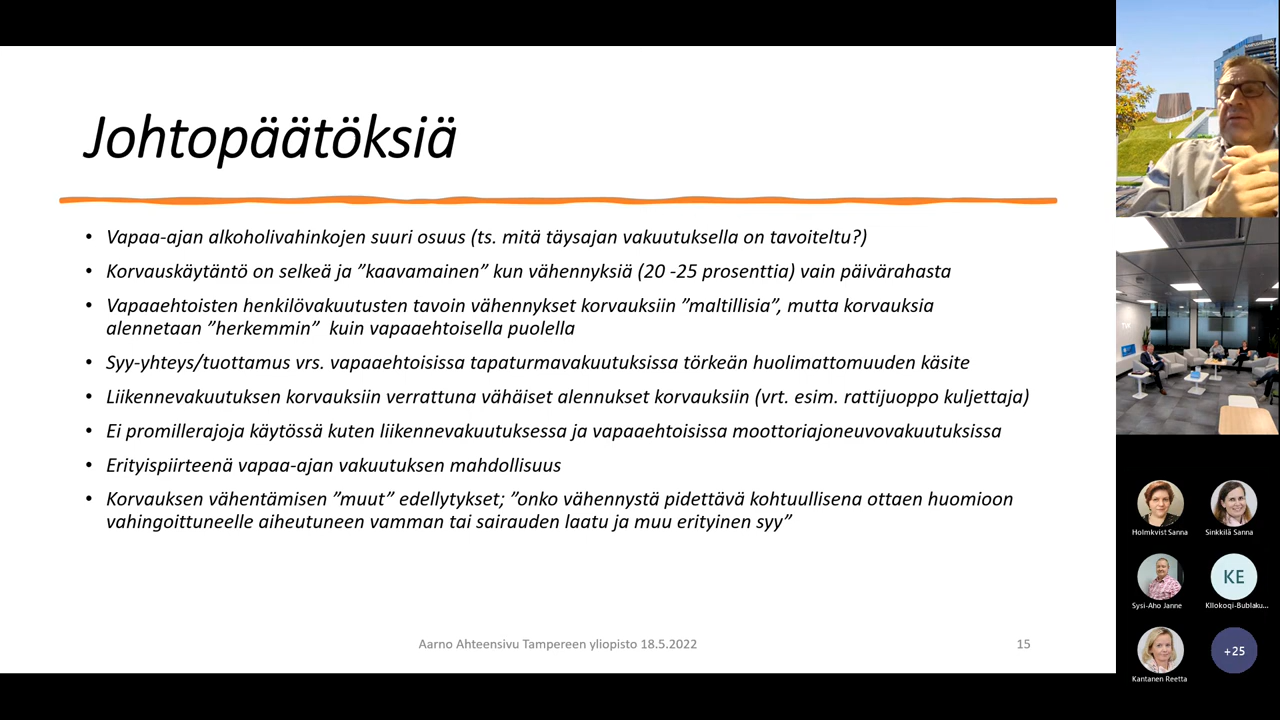 Johtopäätöksiä
• Vapaa-ajan alkoholivahinkojen suuri osuus (ts. mitä täysajan vakuutuksella on tavoiteltu?)
• Korvauskäytäntö on selkeä ja ”kaavamainen” kun vähennyksiä (20 -25 prosenttia) vain päivärahasta
• Vapaaehtoisten henkilövakuutusten tavoin vähennykset korvauksiin ”maltillisia”, mutta korvauksia
alennetaan ”herkemmin”  kuin vapaaehtoisella puolella
• Syy-yhteys/tuottamus vrs. vapaaehtoisissa tapaturmavakuutuksissa törkeän huolimattomuuden käsite
• Liikennevakuutuksen korvauksiin verrattuna vähäiset alennukset korvauksiin (vrt. esim. rattijuoppo kuljettaja)
• Ei promillerajoja käytössä kuten liikennevakuutuksessa ja vapaaehtoisissa moottoriajoneuvovakuutuksissa
• Erityispiirteenä vapaa-ajan vakuutuksen mahdollisuus
• Korvauksen vähentämisen ”muut” edellytykset; ”onko vähennystä pidettävä kohtuullisena ottaen huomioon
vahingoittuneelle aiheutuneen vamman tai sairauden laatu ja muu erityinen syy”
Aarno Ahteensivu Tampereen yliopisto 18.5.2022
15
Holmkvist Sanna
Sinkkilä Sanna
Sysi-Aho Janne
KE
Kllokoqi-Bublaku...
Kantanen Reetta
+25